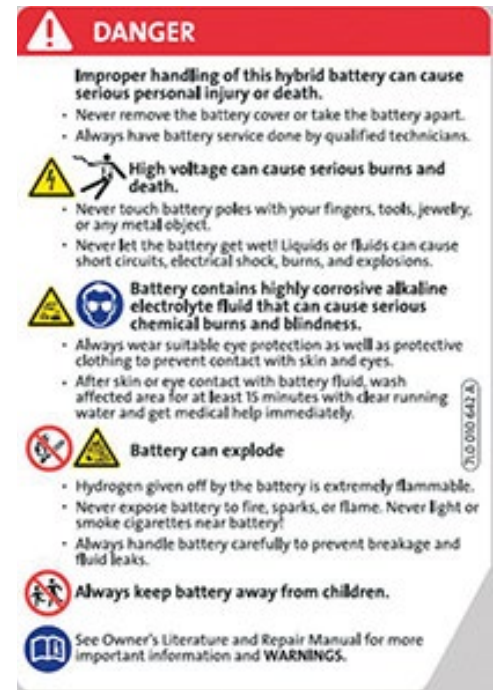 DANGER
Improper handling of this hybrid battery can cause
serious personal injury or death.
• Never remove the battery cover or take the battery apart.
• Always have battery service done by qualified technicians.
High voltage can cause serious burns and
death.
• Never touch battery poles with your fingers, tools, jewelry,
or any metal object.
• Never let the battery get wet! Liquids or fluids can cause
short circuits, electrical shock, burns, and explosions.
Battery contains highly corrosive alkaline
electrolyte fluid that can cause serious
chemical burns and blindness.
• Always wear suitable eye protection as well as protective
clothing to prevent contact with skin and eyes.
• After skin or eye contact with battery fluid, wash
affected area for at least 15 minutes with clear running
water and get medical help immediately.
7L0 010 642 A
Battery can explode
• Hydrogen given off by the battery is extremely flammable.
• Never expose battery to fire, sparks, or flame. Never light or
smoke cigarettes near battery!
• Always handle battery carefully to prevent breakage and
fluid leaks.
Always keep battery away from children.
See Owner's Literature and Repair Manual for more
important information and WARNINGS.